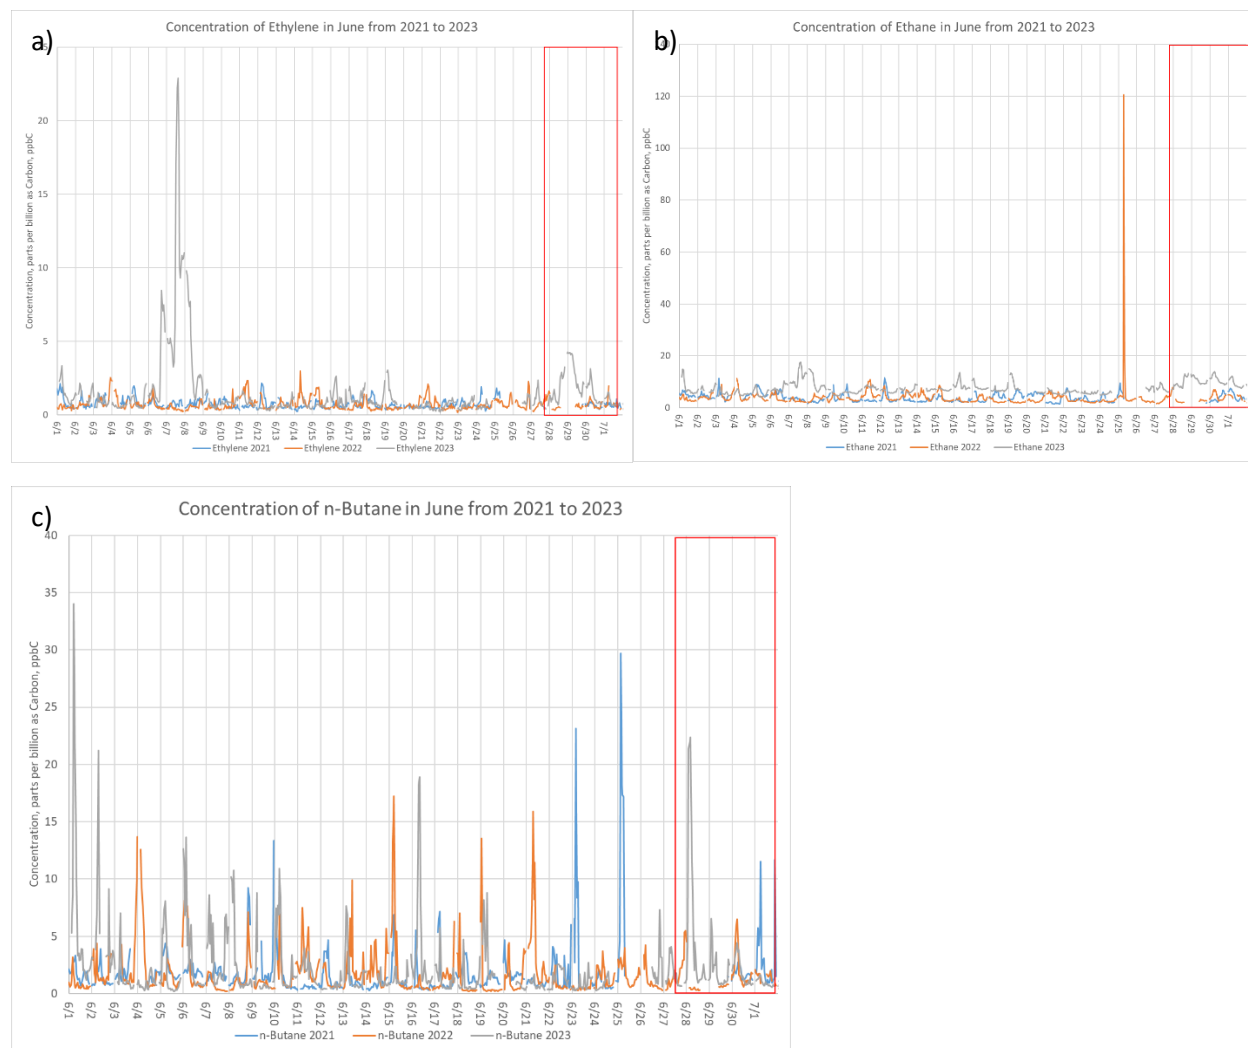 a)
Concentration of Ethylene in June from 2021 to 2023
Concentration, parts per billion as Carbon, ppbC
25
20
15
10
5
0
6/1 6/2 6/3 6/4 6/5 6/6 6/7 6/8 6/9 6/10 6/11 6/12 6/13 6/14 6/15 6/16 6/17 6/18 6/19 6/20 6/21 6/22 6/23 6/24 6/25 6/26 6/27 6/28 6/29 6/30 7/1
Ethylene 2021 Ethylene 2022 Ethylene 2023
b)
Concentration of Ethane in June from 2021 to 2023
Concentration, parts per billion as Carbon, ppbC
140
120
100
80
60
40
20
0
6/1 6/2 6/3 6/4 6/5 6/6 6/7 6/8 6/9 6/10 6/11 6/12 6/13 6/14 6/15 6/16 6/17 6/18 6/19 6/20 6/21 6/22 6/23 6/24 6/25 6/26 6/27 6/28 6/29 6/30 7/1
Ethane 2021 Ethane 2022 Ethane 2023
c)
Concentration of n-Butane in June from 2021 to 2023
Concentration, parts per billion as Carbon, ppbC
40
35
30
25
20
15
10
5
0
6/1 6/2 6/3 6/4 6/5 6/6 6/7 6/8 6/9 6/10 6/11 6/12 6/13 6/14 6/15 6/16 6/17 6/18 6/19 6/20 6/21 6/22 6/23 6/24 6/25 6/26 6/27 6/28 6/29 6/30 7/1
n-Butane 2021 n-Butane 2022 n-Butane 2023